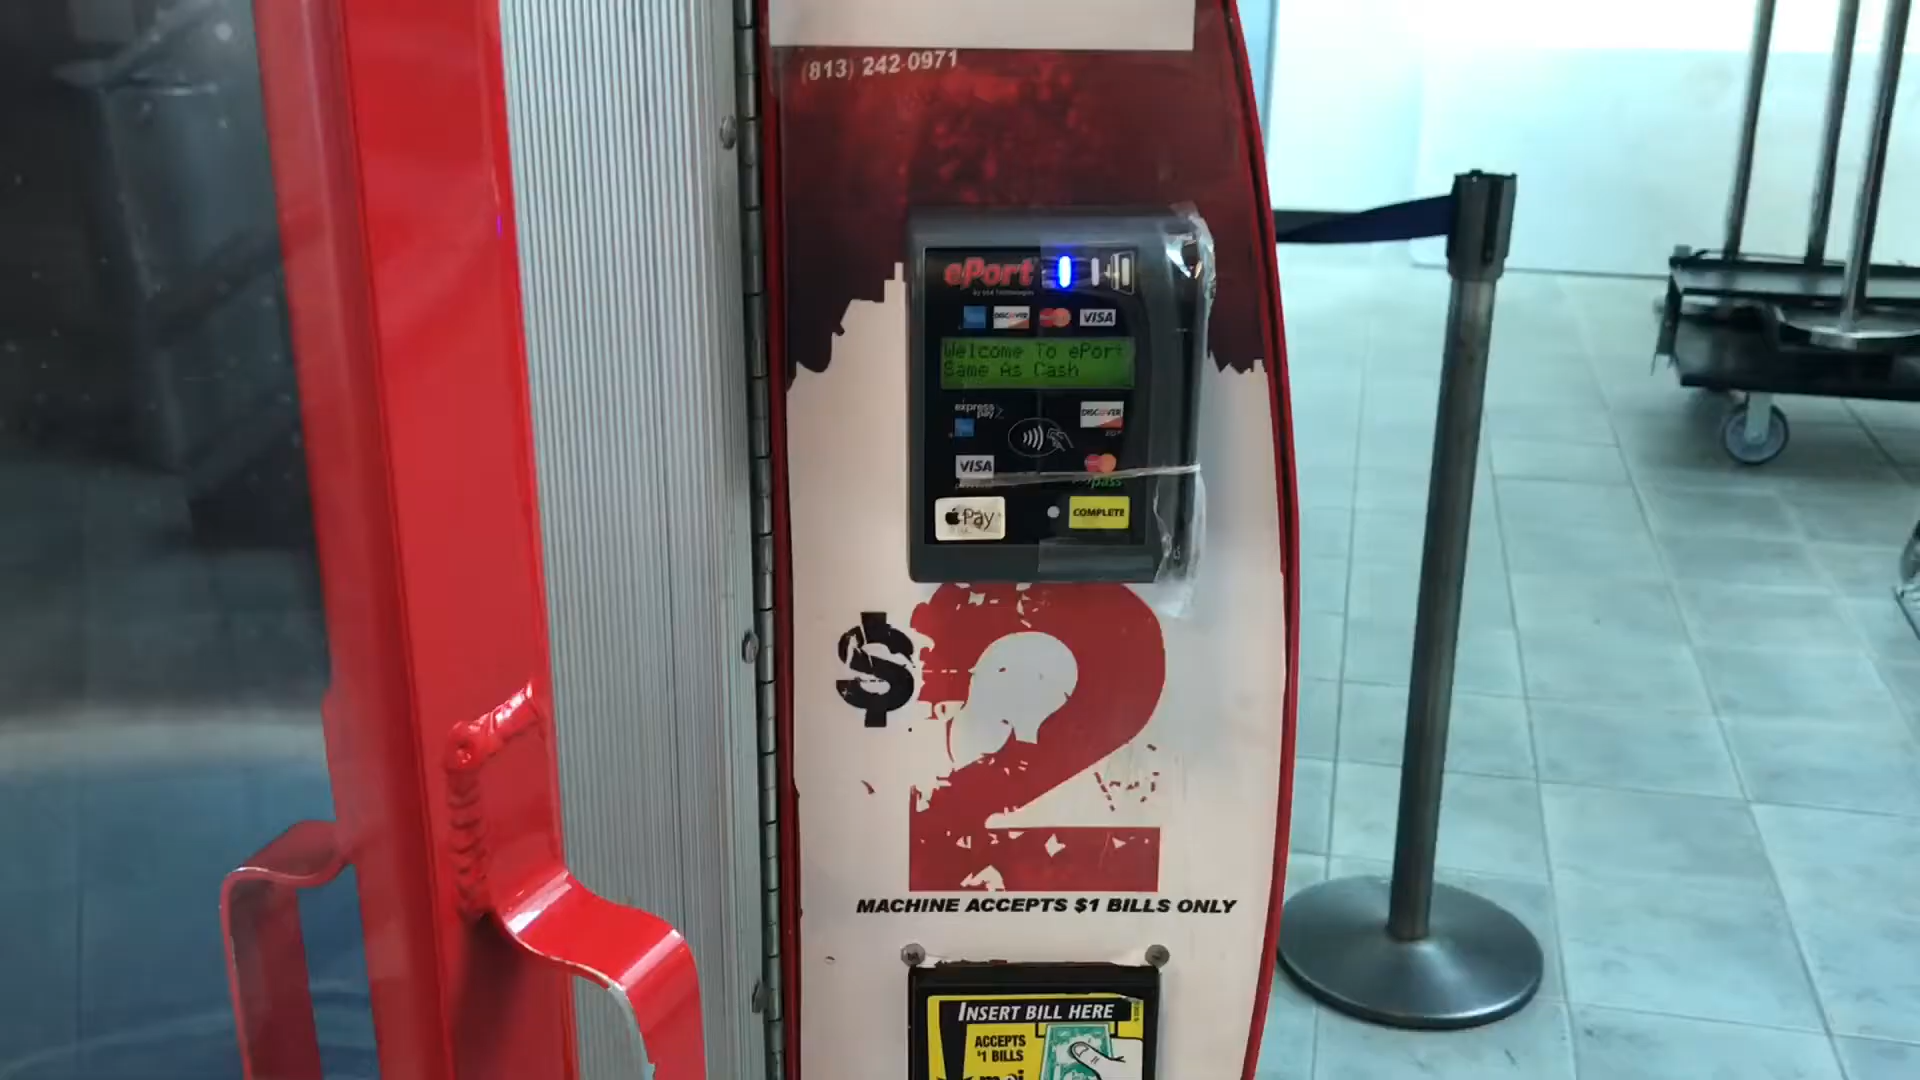 (813) 242-0971
ePort
DISCOVER VISA
Welcome To ePort
Same As Cash
express
pay
DISCOVER
VISA
Pay
COMPLETE
$2
MACHINE ACCEPTS $1 BILLS ONLY
INSERT BILL HERE
ACCEPTS
$1 BILLS
mei